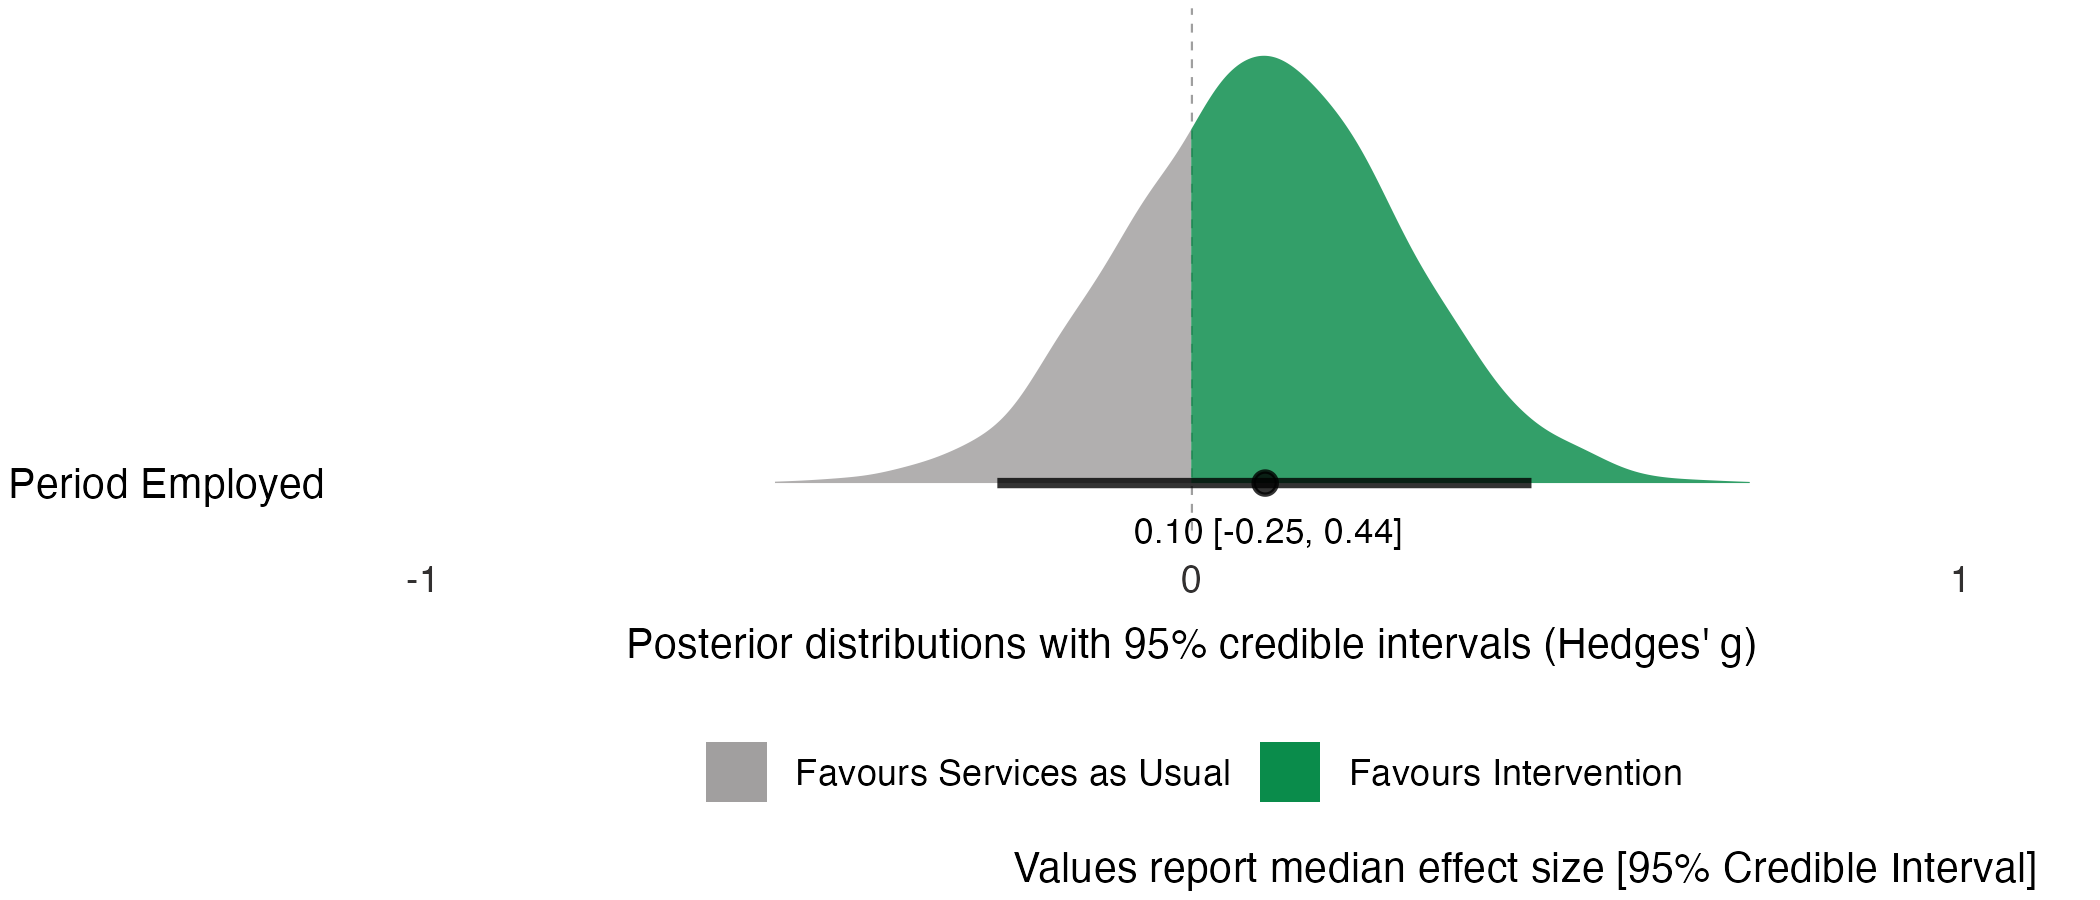 Period Employed
0.10 [-0.25, 0.44]
-1 0 1
Posterior distributions with 95% credible intervals (Hedges' g)
Favours Services as Usual Favours Intervention
Values report median effect size [95% Credible Interval]